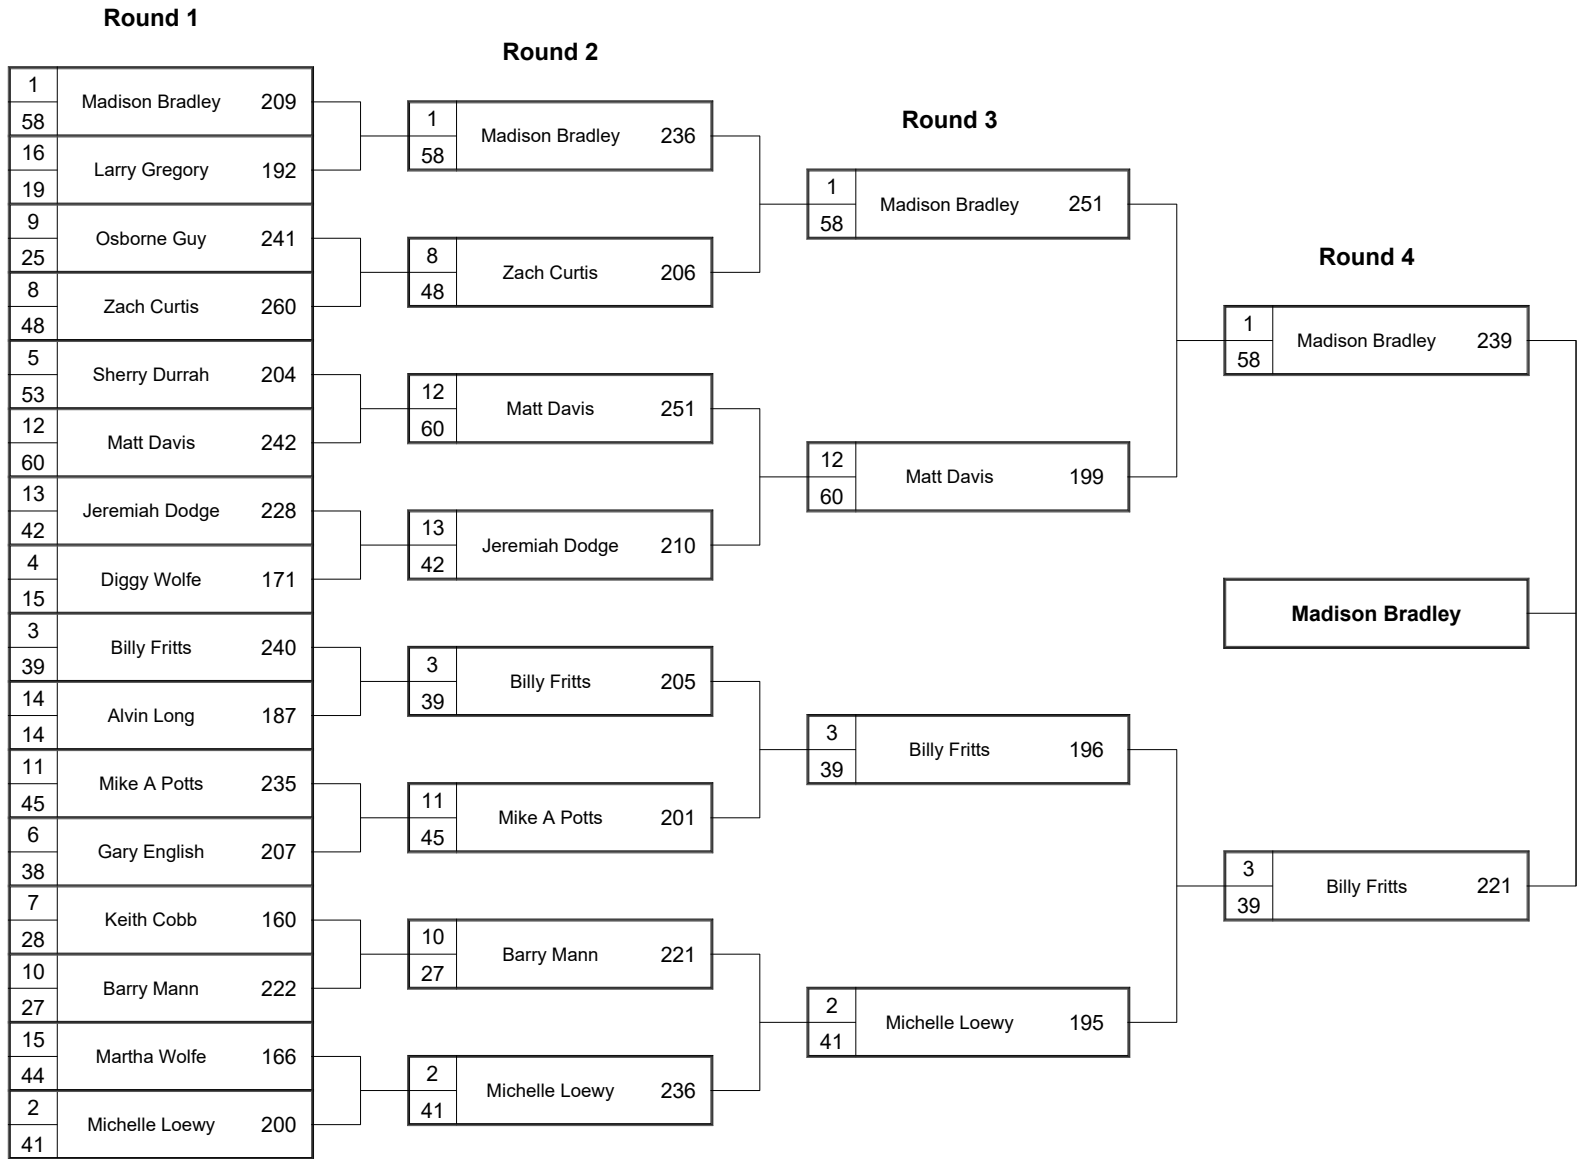 Round 1
1
58
Madison Bradley 209
16
19
Larry Gregory 192
9
25
Osborne Guy 241
8
48
Zach Curtis 260
5
53
Sherry Durrah 204
12
60
Matt Davis 242
13
42
Jeremiah Dodge 228
4
15
Diggy Wolfe 171
3
39
Billy Fritts 240
14
14
Alvin Long 187
11
45
Mike A Potts 235
6
38
Gary English 207
7
28
Keith Cobb 160
10
27
Barry Mann 222
15
44
Martha Wolfe 166
2
41
Michelle Loewy 200
Round 2
1
58
Madison Bradley 236
8
48
Zach Curtis 206
12
60
Matt Davis 251
13
42
Jeremiah Dodge 210
3
39
Billy Fritts 205
11
45
Mike A Potts 201
10
27
Barry Mann 221
2
41
Michelle Loewy 236
Round 3
1
58
Madison Bradley 251
12
60
Matt Davis 199
3
39
Billy Fritts 196
2
41
Michelle Loewy 195
Round 4
1
58
Madison Bradley 239
3
39
Billy Fritts 221
Madison Bradley